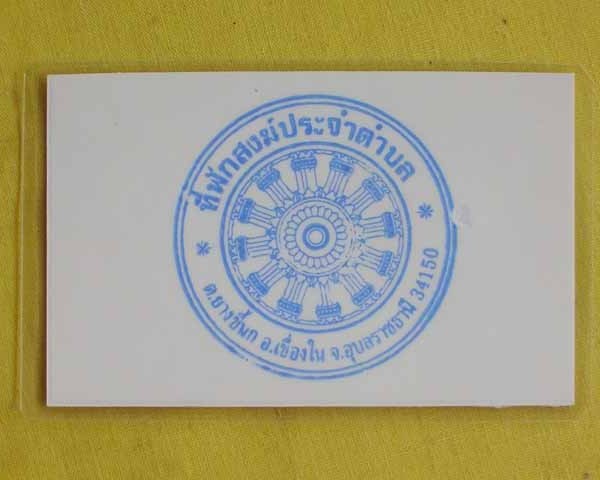 ที่พักสงฆ์ประจำตำบล
ต.ยางขี้นก อ.เขื่องใน จ.อุบลราชธานี 34150